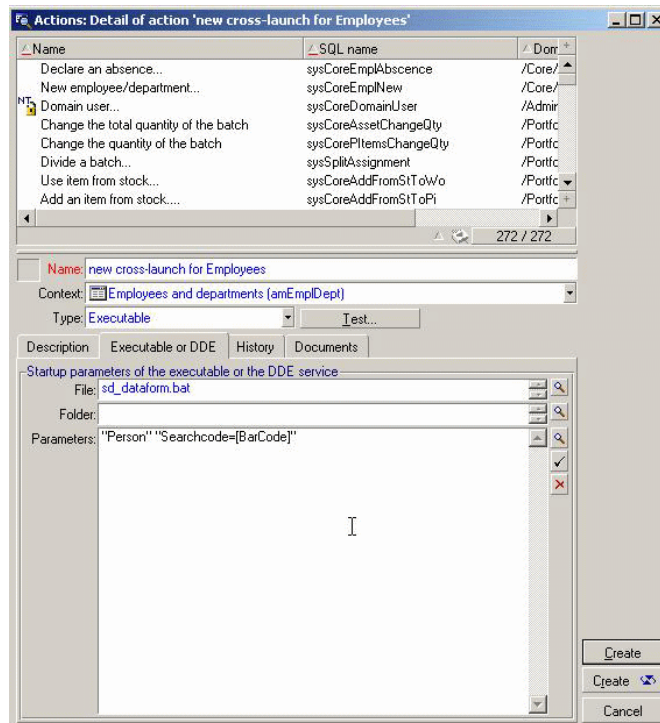 Actions: Detail of action 'new cross-launch for Employees'
Name SQL name Dom
Declare an absence... sysCoreEmplAbscence /Core/
New employee/department... sysCoreEmplNew /Core/
NT Domain user... sysCoreDomainUser /Admir
Change the total quantity of the batch sysCoreAssetChangeQty /Portfc
Change the quantity of the batch sysCorePItemsChangeQty /Portfc
Divide a batch... sysSplitAssignment /Portfc
Use item from stock... sysCoreAddFromStToWo /Portfc
Add an item from stock.... sysCoreAddFromStToPi /Portfc
272 / 272
Name: new cross-launch for Employees
Context: Employees and departments (amEmplDept)
Type: Executable Test...
Description Executable or DDE History Documents
Startup parameters of the executable or the DDE service
File: sd_dataform.bat
Folder:
Parameters: "Person" "Searchcode=[BarCode]"
Create
Create
Cancel